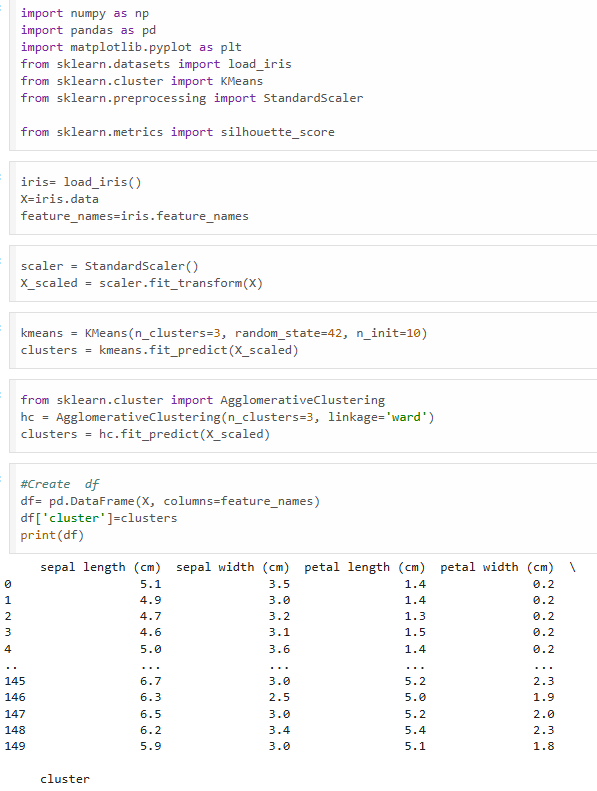 import numpy as np
import pandas as pd
import matplotlib.pyplot as plt
from sklearn.datasets import load_iris
from sklearn.cluster import KMeans
from sklearn.preprocessing import StandardScaler
from sklearn.metrics import silhouette_score
iris= load_iris()
X=iris.data
feature_names=iris.feature_names
scaler = StandardScaler()
X_scaled = scaler.fit_transform(X)
kmeans = KMeans(n_clusters=3, random_state=42, n_init=10)
clusters = kmeans.fit_predict(X_scaled)
from sklearn.cluster import AgglomerativeClustering
hc = AgglomerativeClustering(n_clusters=3, linkage='ward')
clusters = hc.fit_predict(X_scaled)
#Create  df
df= pd.DataFrame(X, columns=feature_names)
df['cluster']=clusters
print(df)
     sepal length (cm)  sepal width (cm)  petal length (cm)  petal width (cm)  \
0                  5.1               3.5                1.4               0.2
1                  4.9               3.0                1.4               0.2
2                  4.7               3.2                1.3               0.2
3                  4.6               3.1                1.5               0.2
4                  5.0               3.6                1.4               0.2
..                 ...               ...                ...               ...
145                6.7               3.0                5.2               2.3
146                6.3               2.5                5.0               1.9
147                6.5               3.0                5.2               2.0
148                6.2               3.4                5.4               2.3
149                5.9               3.0                5.1               1.8
     cluster